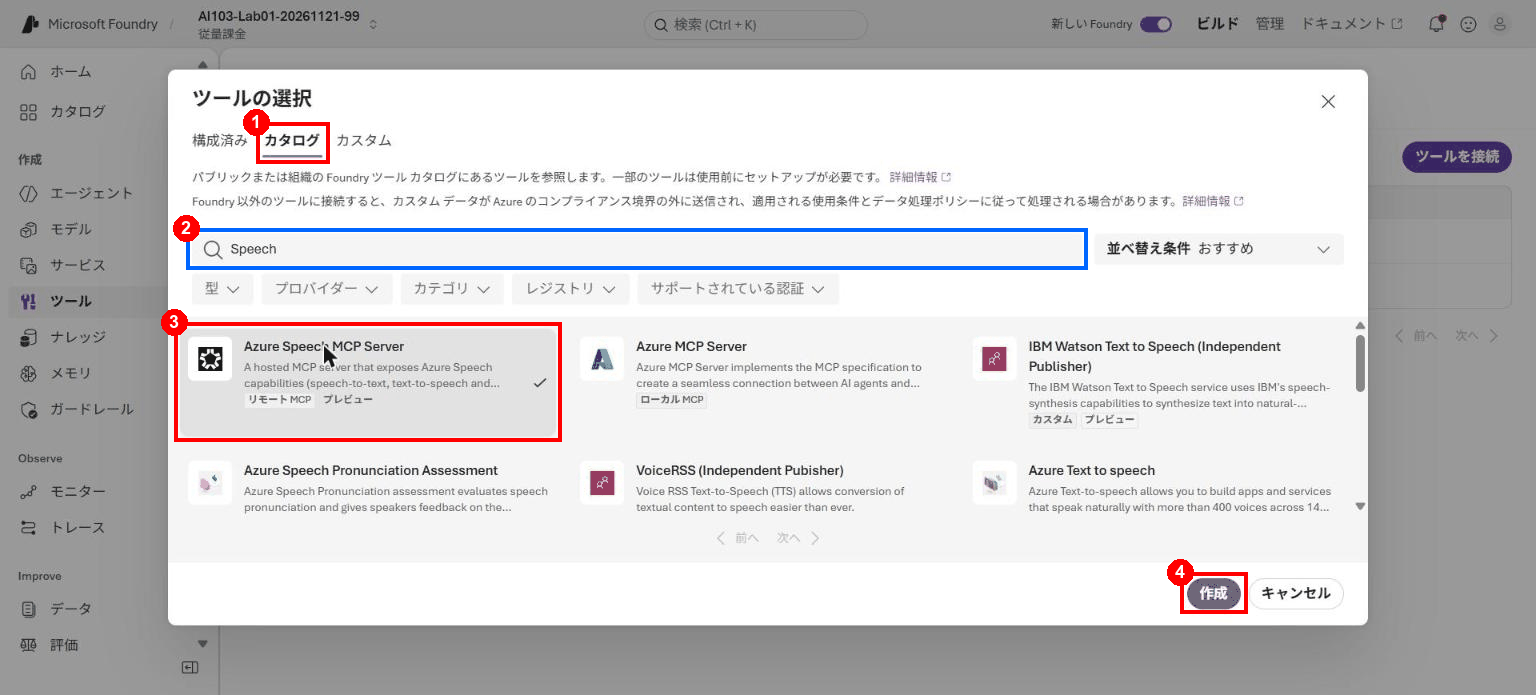 Microsoft Foundry / AI103-Lab01-20261121-99
従量課金
検索 (Ctrl + K)
新しい Foundry ビルド 管理 ドキュメント
ホーム
カタログ
作成
エージェント
モデル
サービス
ツール
ナレッジ
メモリ
ガードレール
Observe
モニター
トレース
Improve
データ
評価
ツールを接続
前へ 次へ
ツールの選択
1
構成済み カタログ カスタム
パブリックまたは組織の Foundry ツール カタログにあるツールを参照します。一部のツールは使用前にセットアップが必要です。 詳細情報
Foundry 以外のツールに接続すると、カスタム データが Azure のコンプライアンス境界の外に送信され、適用される使用条件とデータ処理ポリシーに従って処理される場合があります。 詳細情報
2
Speech
並べ替え条件 おすすめ
型 プロバイダー カテゴリ レジストリ サポートされている認証
3
Azure Speech MCP Server
A hosted MCP server that exposes Azure Speech
capabilities (speech-to-text, text-to-speech and...
リモート MCP プレビュー
Azure MCP Server
Azure MCP Server implements the MCP specification to
create a seamless connection between AI agents and...
ローカル MCP
IBM Watson Text to Speech (Independent
Publisher)
The IBM Watson Text to Speech service uses IBM's speech-
synthesis capabilities to synthesize text into natural-...
カスタム プレビュー
Azure Speech Pronunciation Assessment
Azure Speech Pronunciation assessment evaluates speech
pronunciation and gives speakers feedback on the...
VoiceRSS (Independent Pubisher)
Voice RSS Text-to-Speech (TTS) allows conversion of
textual content to speech easier than ever.
Azure Text to speech
Azure Text-to-speech allows you to build apps and services
that speak naturally with more than 400 voices across 14...
前へ 次へ
4
作成 キャンセル